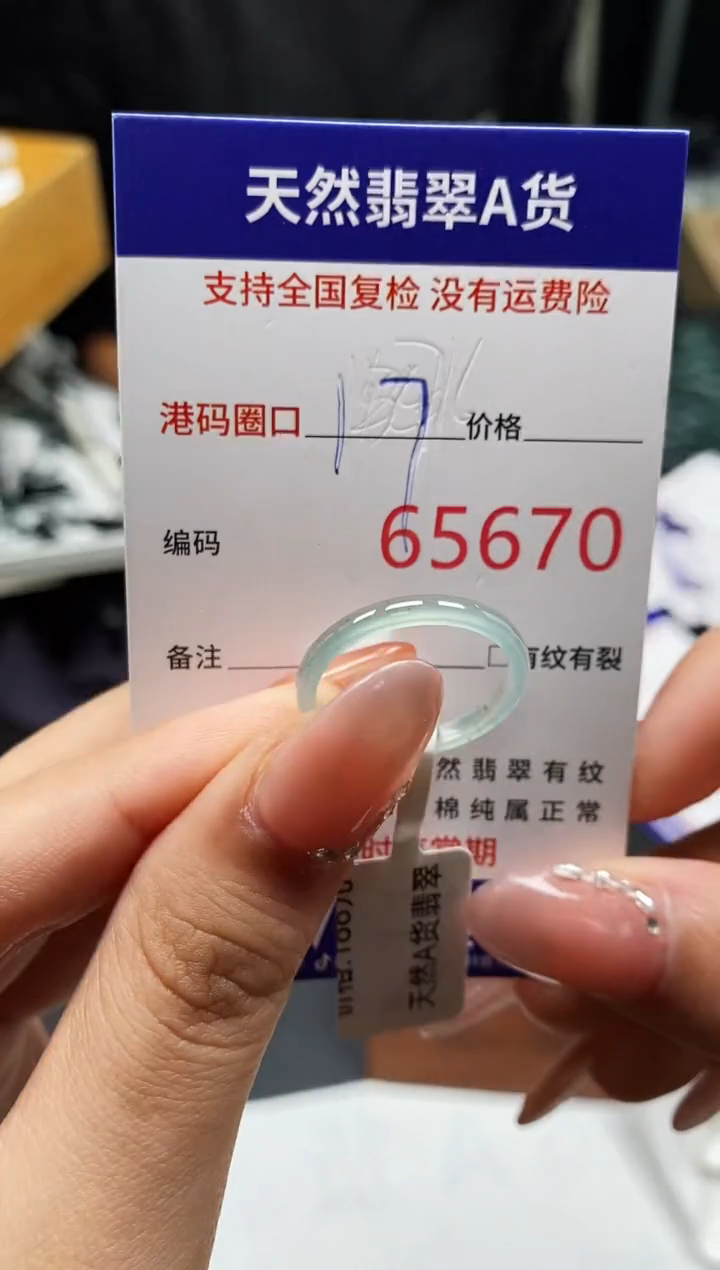 天然翡翠A货
支持全国复检 没有运费险
港码圈口 17 价格
编码 65670
备注 □有纹有裂
然翡翠有纹
棉纯属正常
天然A货翡翠